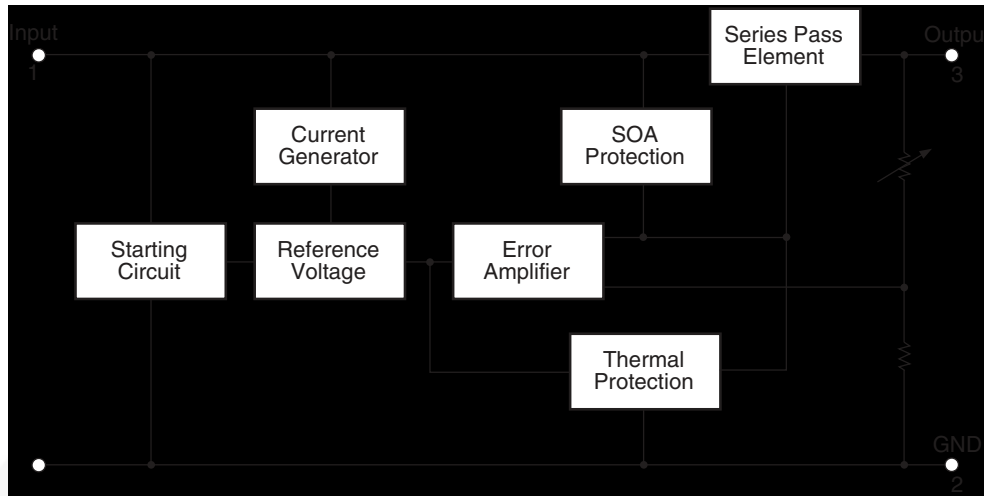 Input
1
Series Pass
Element
Output
3
Current
Generator
SOA
Protection
Starting
Circuit
Reference
Voltage
Error
Amplifier
Thermal
Protection
GND
2